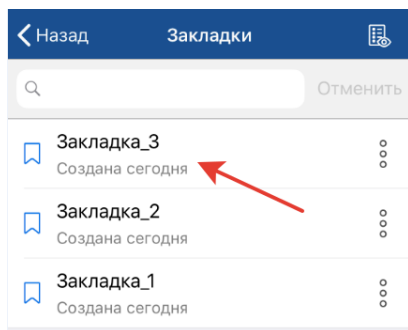 Назад
Закладки
Отменить
Закладка_3
Создана сегодня
Закладка_2
Создана сегодня
Закладка_1
Создана сегодня